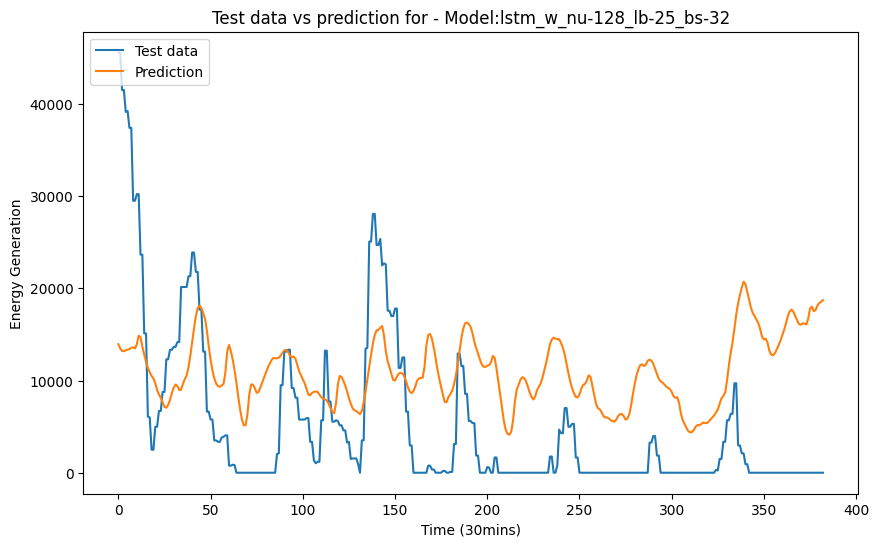 Test data vs prediction for - Model:lstm_w_nu-128_lb-25_bs-32
Test data
Prediction
Energy Generation
40000
30000
20000
10000
0
0 50 100 150 200 250 300 350 400
Time (30mins)